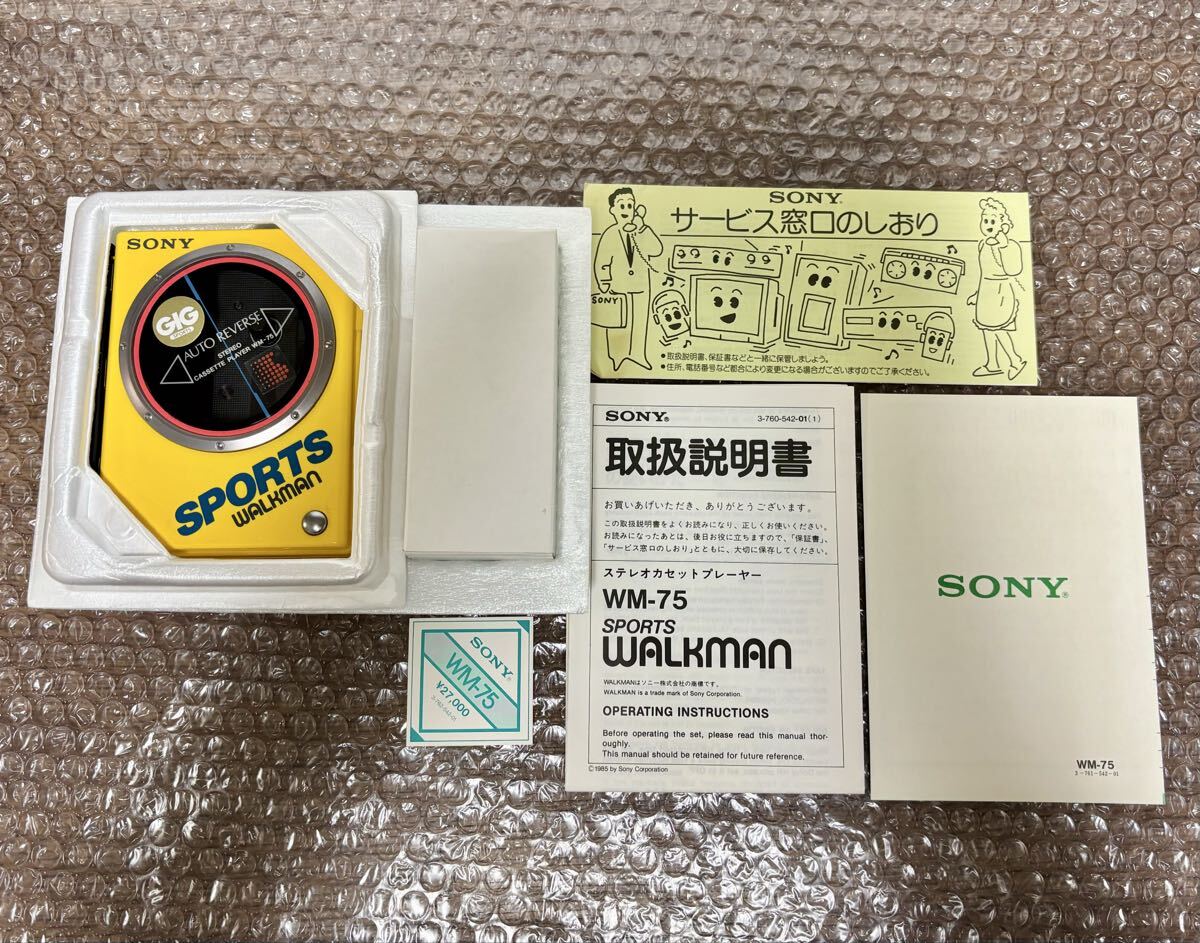 SONY
GIG
SPORTS
AUTO REVERSE
STEREO
CASSETTE PLAYER WM-75
SPORTS
WALKMAN
SONY
WM-75
¥27,000
3-762-542-01
SONY
サービス窓口のしおり
SONY
●取扱説明書、保証書などと一緒に保管しましょう。
●住所、電話番号など都合により変更になる場合がございますのでご了承ください。
SONY®
3-760-542-01(1)
取扱説明書
お買いあげいただき、ありがとうございます。
この取扱説明書をよくお読みになり、正しくお使いください。
お読みになったあとは、後日お役に立ちますので、「保証書」、
「サービス窓口のしおり」とともに、大切に保存してください。
ステレオカセットプレーヤー
WM-75
SPORTS
WALKMAN
WALKMANはソニー株式会社の商標です。
WALKMAN is a trade mark of Sony Corporation.
OPERATING INSTRUCTIONS
Before operating the set, please read this manual thor-
oughly.
This manual should be retained for future reference.
©1985 by Sony Corporation
SONY®
WM-75
3-761-542-01